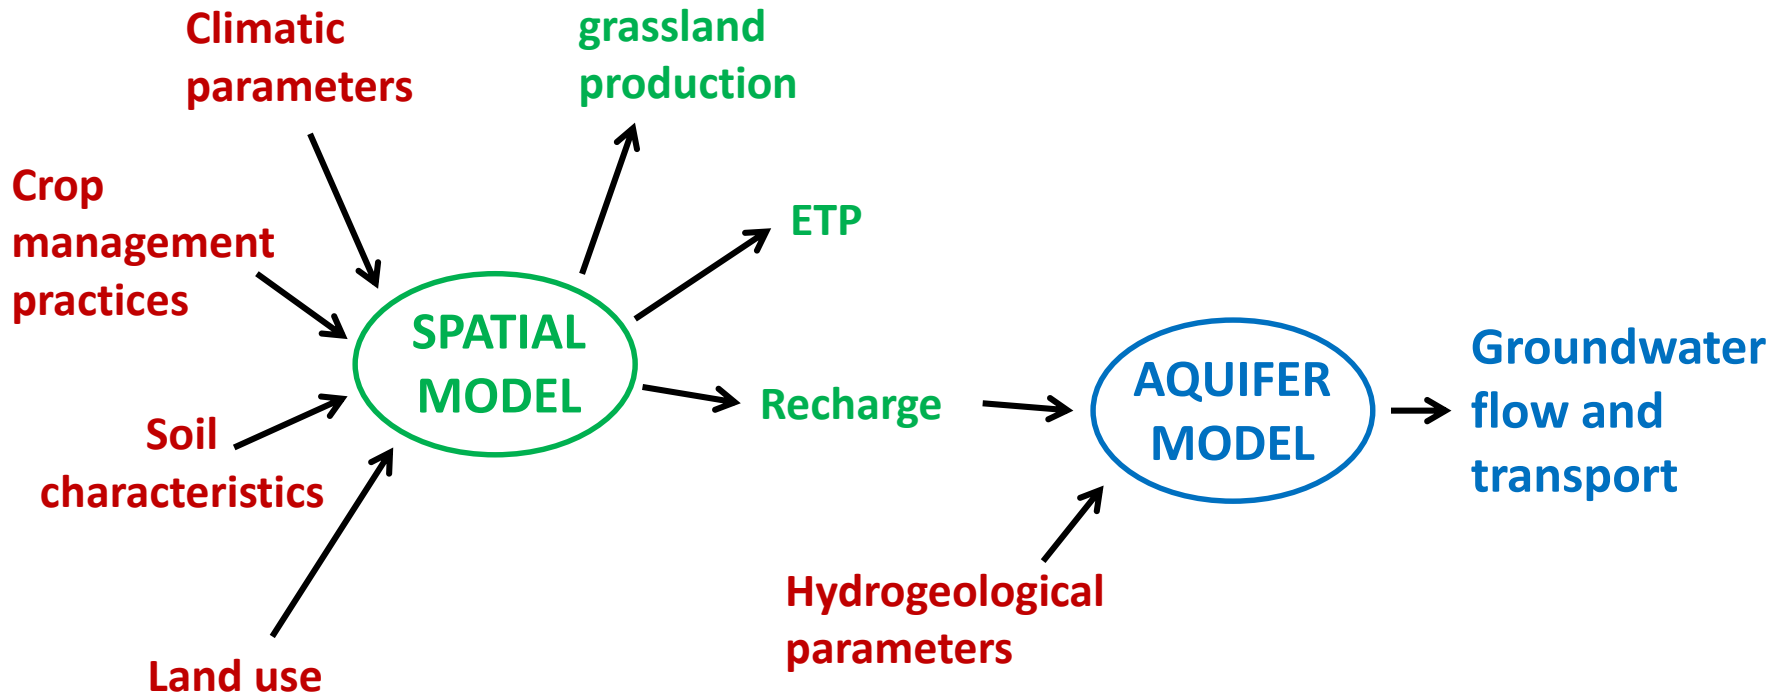 Climatic
parameters
grassland
production
Crop
management
practices
ETP
SPATIAL
MODEL
Recharge
AQUIFER
MODEL
Groundwater
flow and
transport
Soil
characteristics
Hydrogeological
parameters
Land use